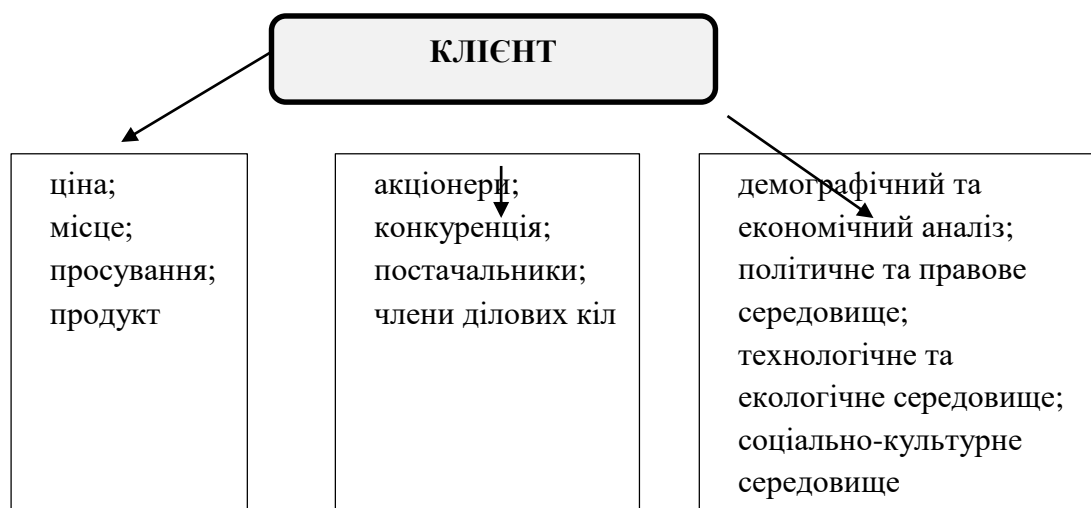 КЛІЄНТ
ціна;
місце;
просування;
продукт
акціонери;
конкуренція;
постачальники;
члени ділових кіл
демографічний та
економічний аналіз;
політичне та правове
середовище;
технологічне та
екологічне середовище;
соціально-культурне
середовище